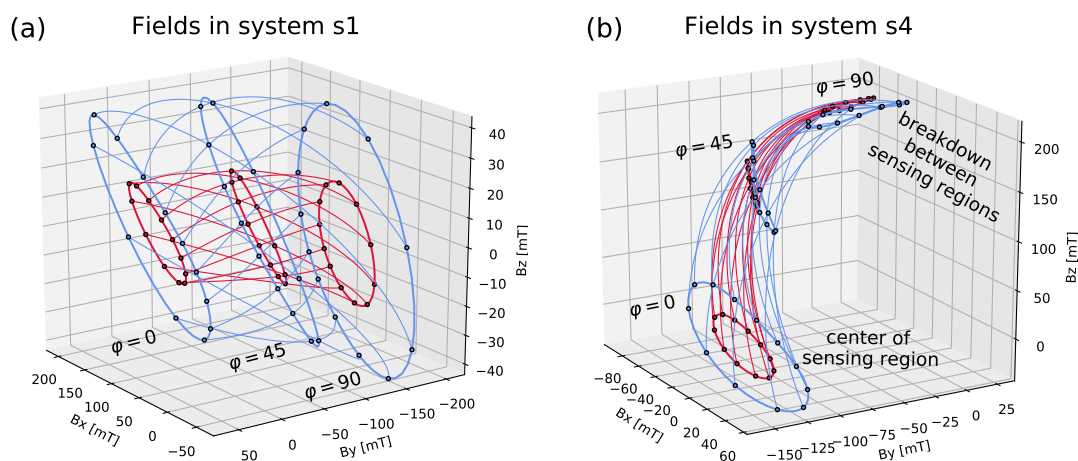 (a)
Fields in system s1
40
30
20
10
0
−10
−20
−30
−40
Bz [mT]
φ = 0
φ = 45
φ = 90
200
150
100
50
0
−50
Bx [mT]
50
0
−50
−100
−150
−200
By [mT]
(b)
Fields in system s4
φ = 90
φ = 45
φ = 0
breakdown
between
sensing regions
center of
sensing region
200
150
100
50
0
Bz [mT]
−80
−60
−40
−20
0
20
40
60
Bx [mT]
−150
−125
−100
−75
−50
−25
0
25
By [mT]